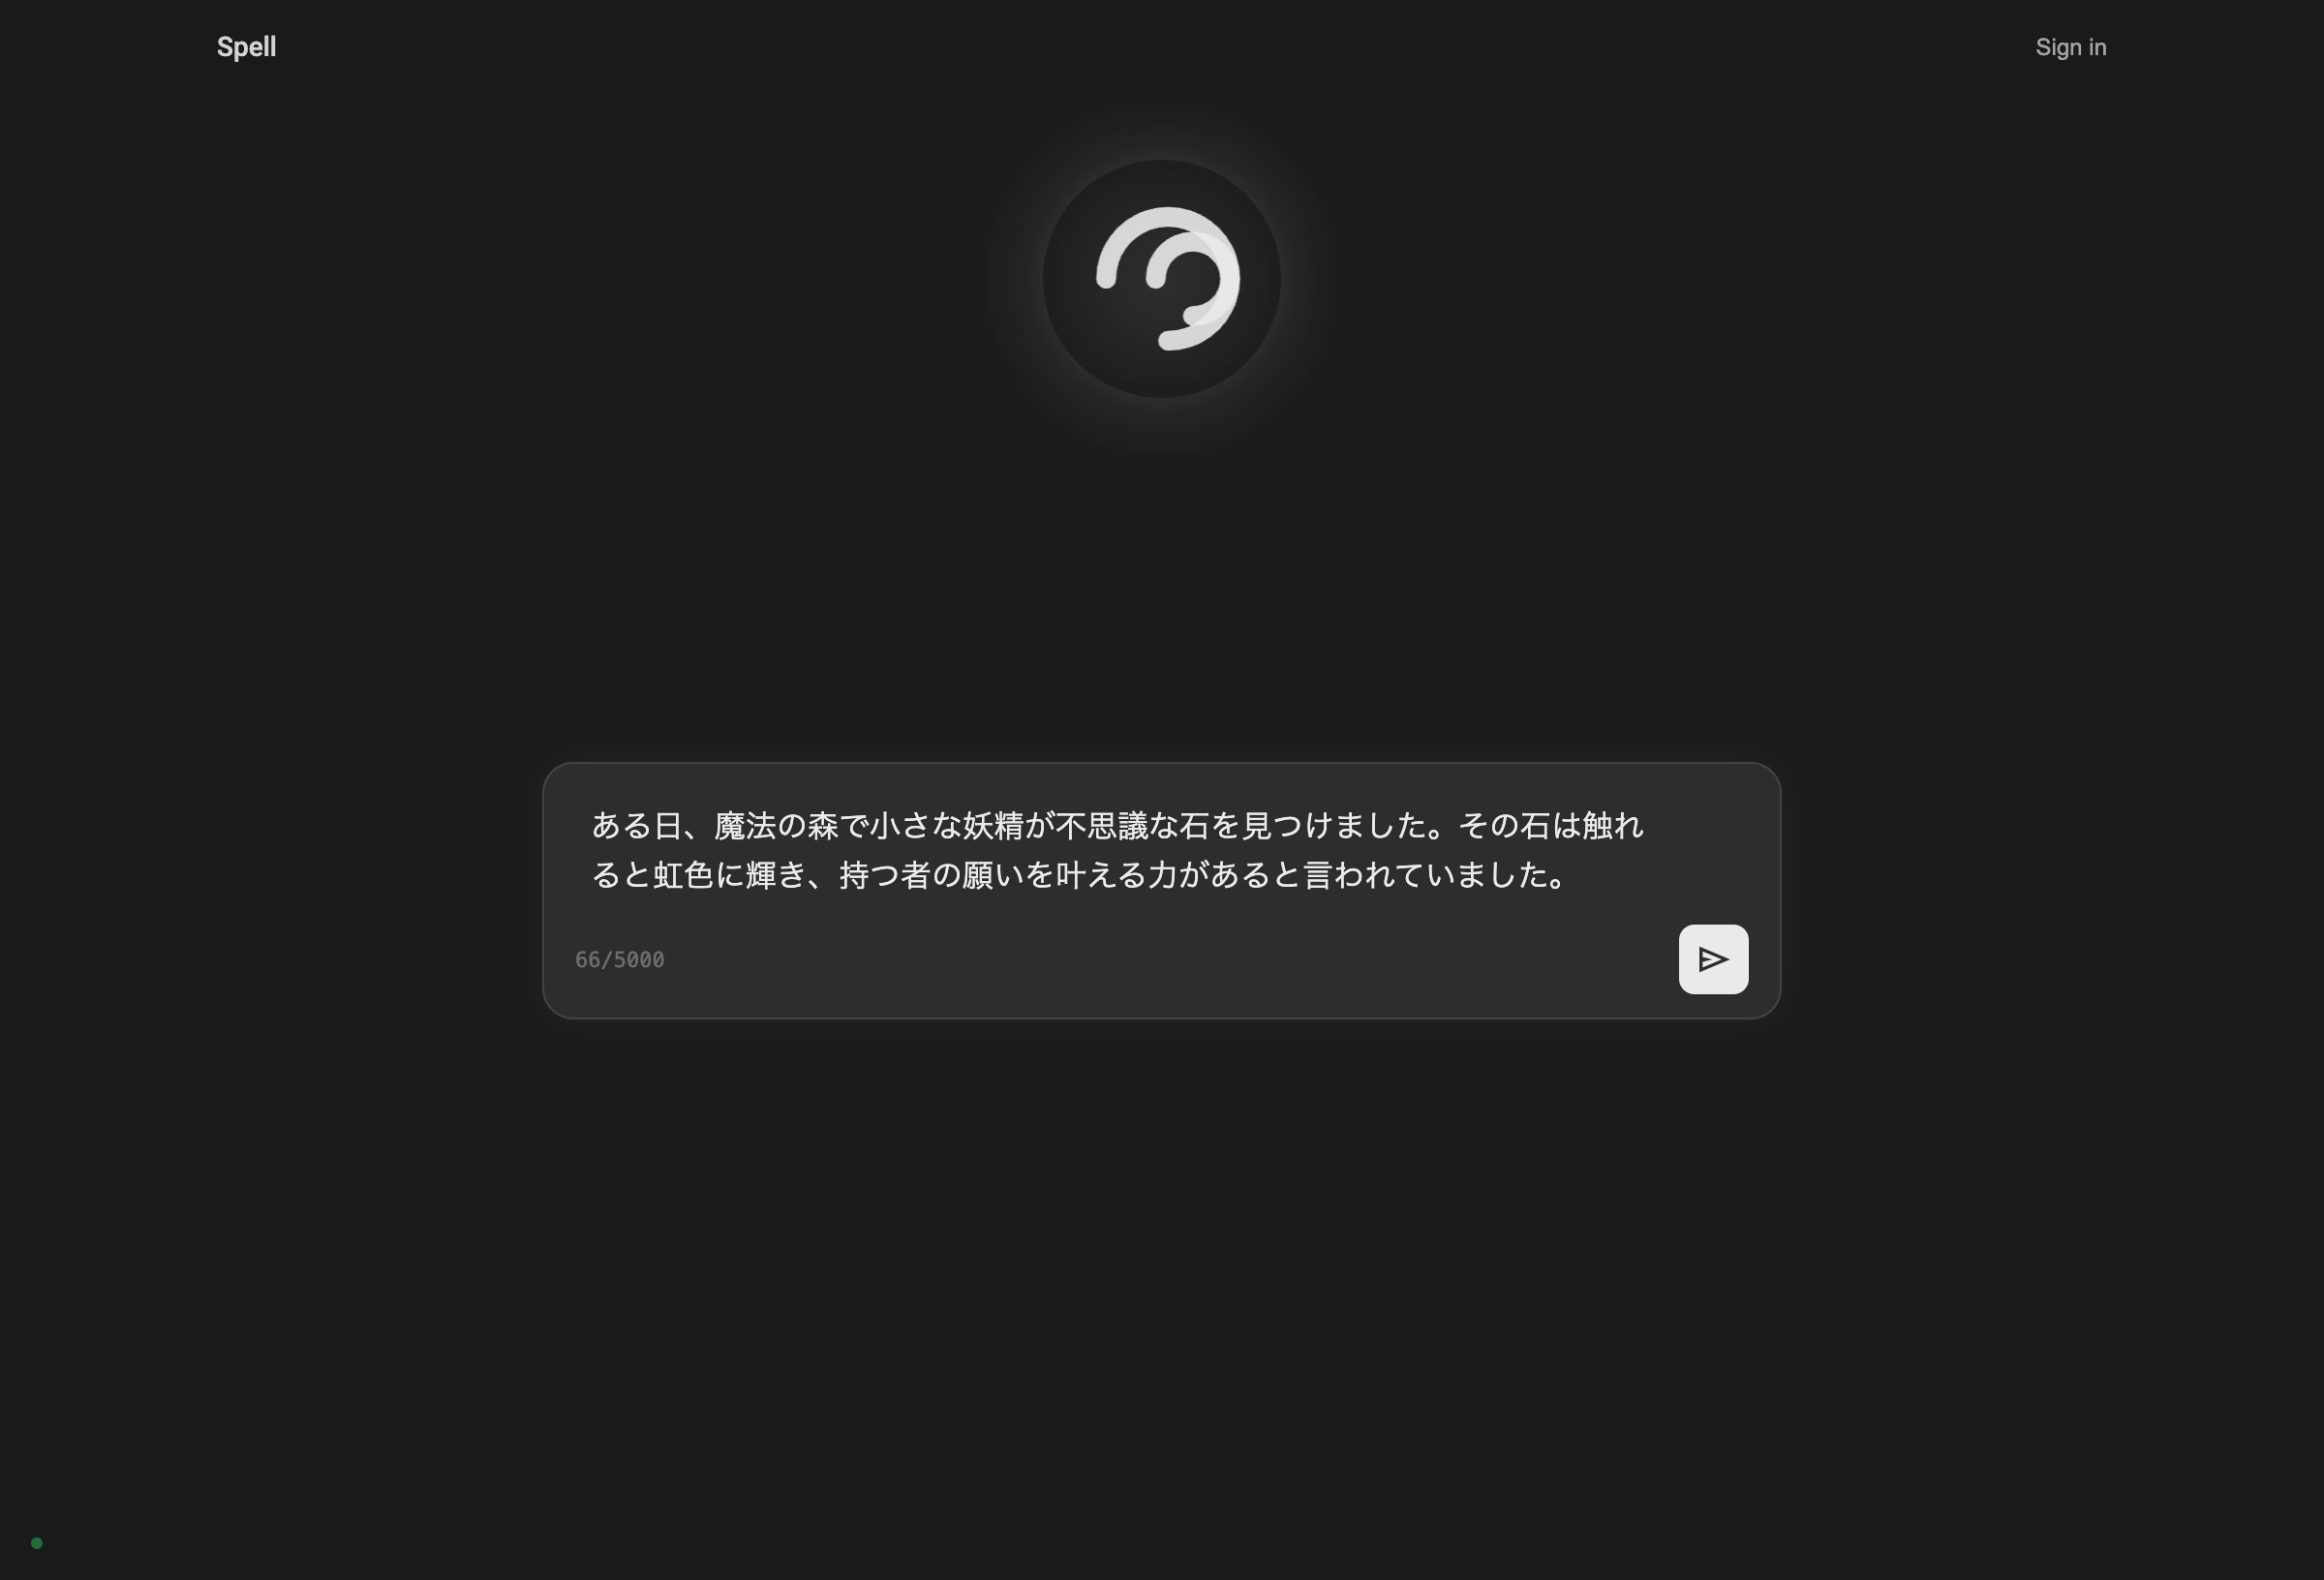 Spell
Sign in
ある日、魔法の森で小さな妖精が不思議な石を見つけました。その石は触れ
ると虹色に輝き、持つ者の願いを叶える力があると言われていました。
66/5000